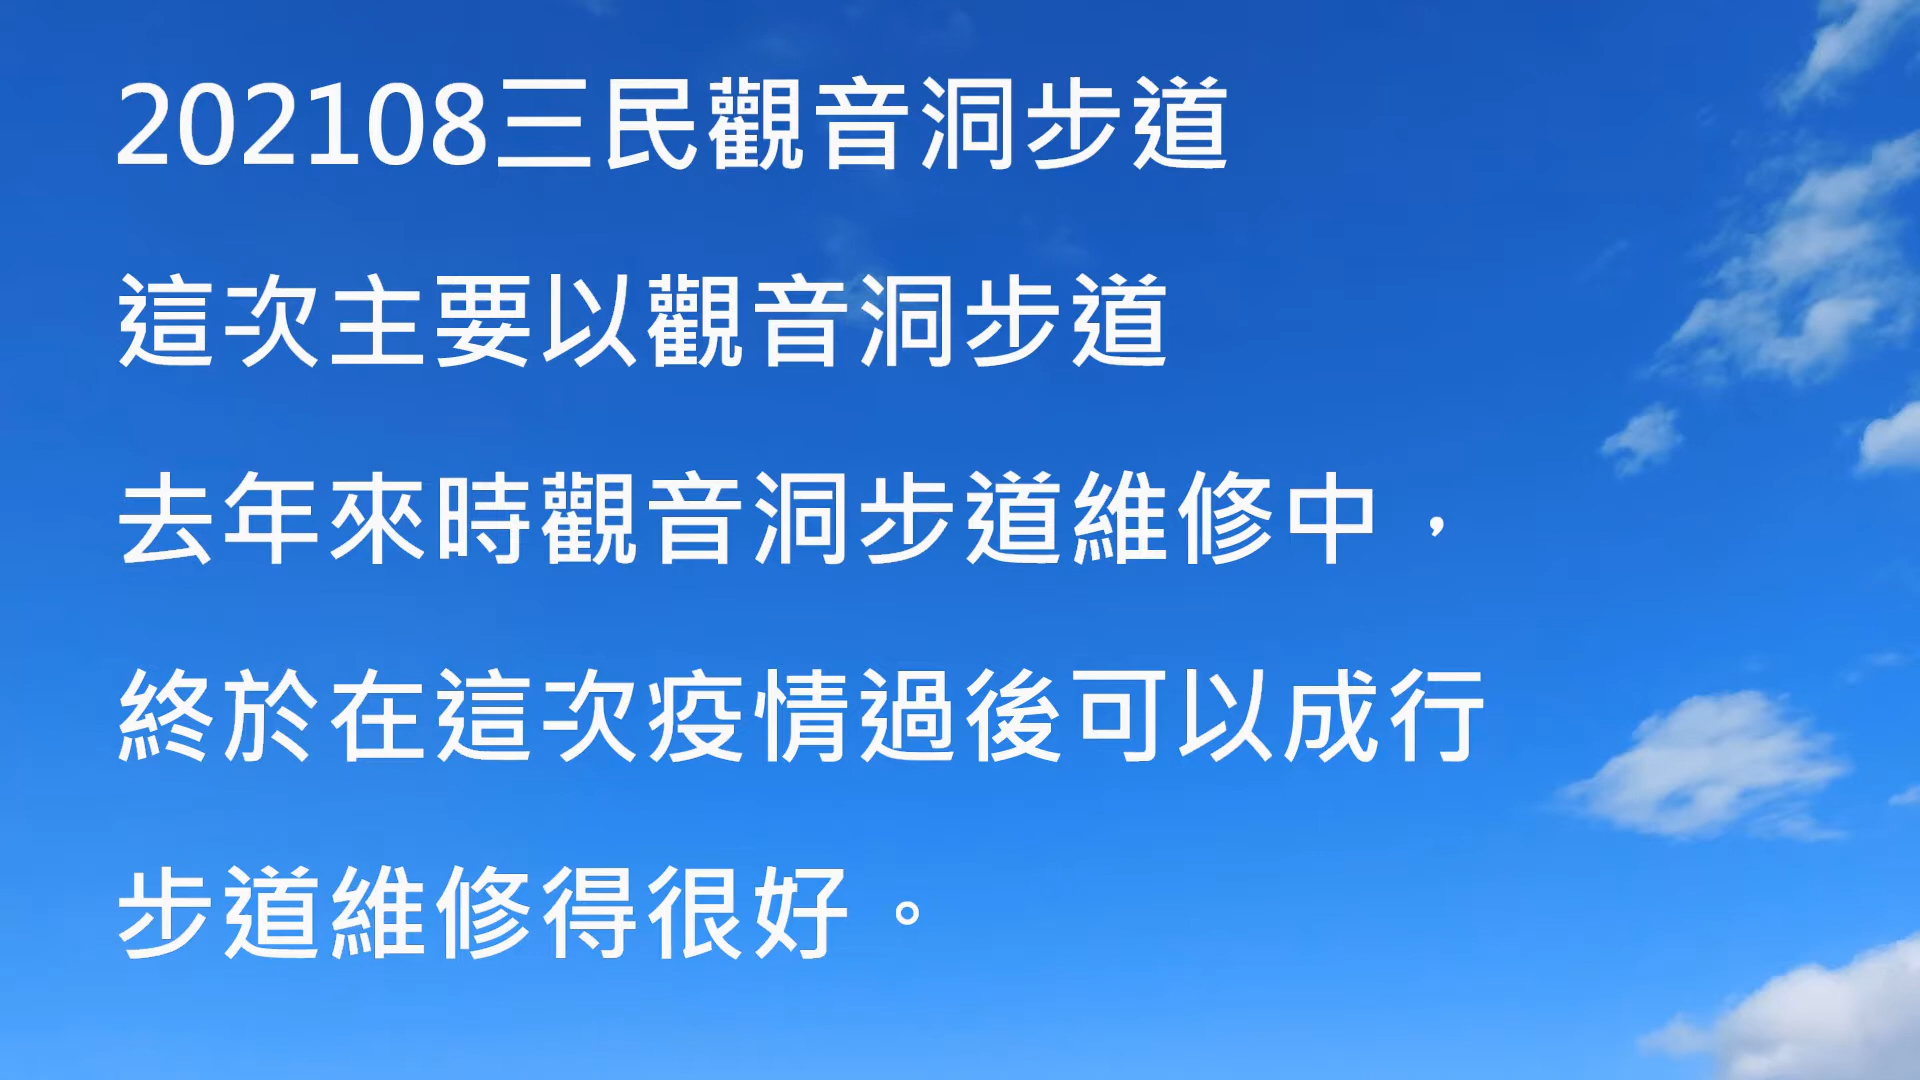 202108三民觀音洞步道
這次主要以觀音洞步道
去年來時觀音洞步道維修中，
終於在這次疫情過後可以成行
步道維修得很好。